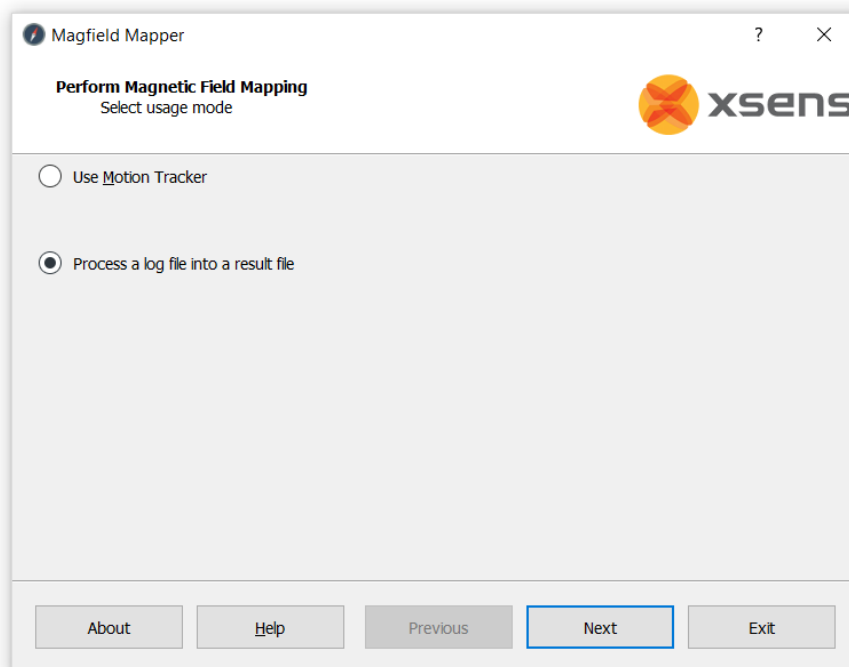 Magfield Mapper
?
Perform Magnetic Field Mapping
Select usage mode
xsens
Use Motion Tracker
Process a log file into a result file
About
Help
Previous
Next
Exit